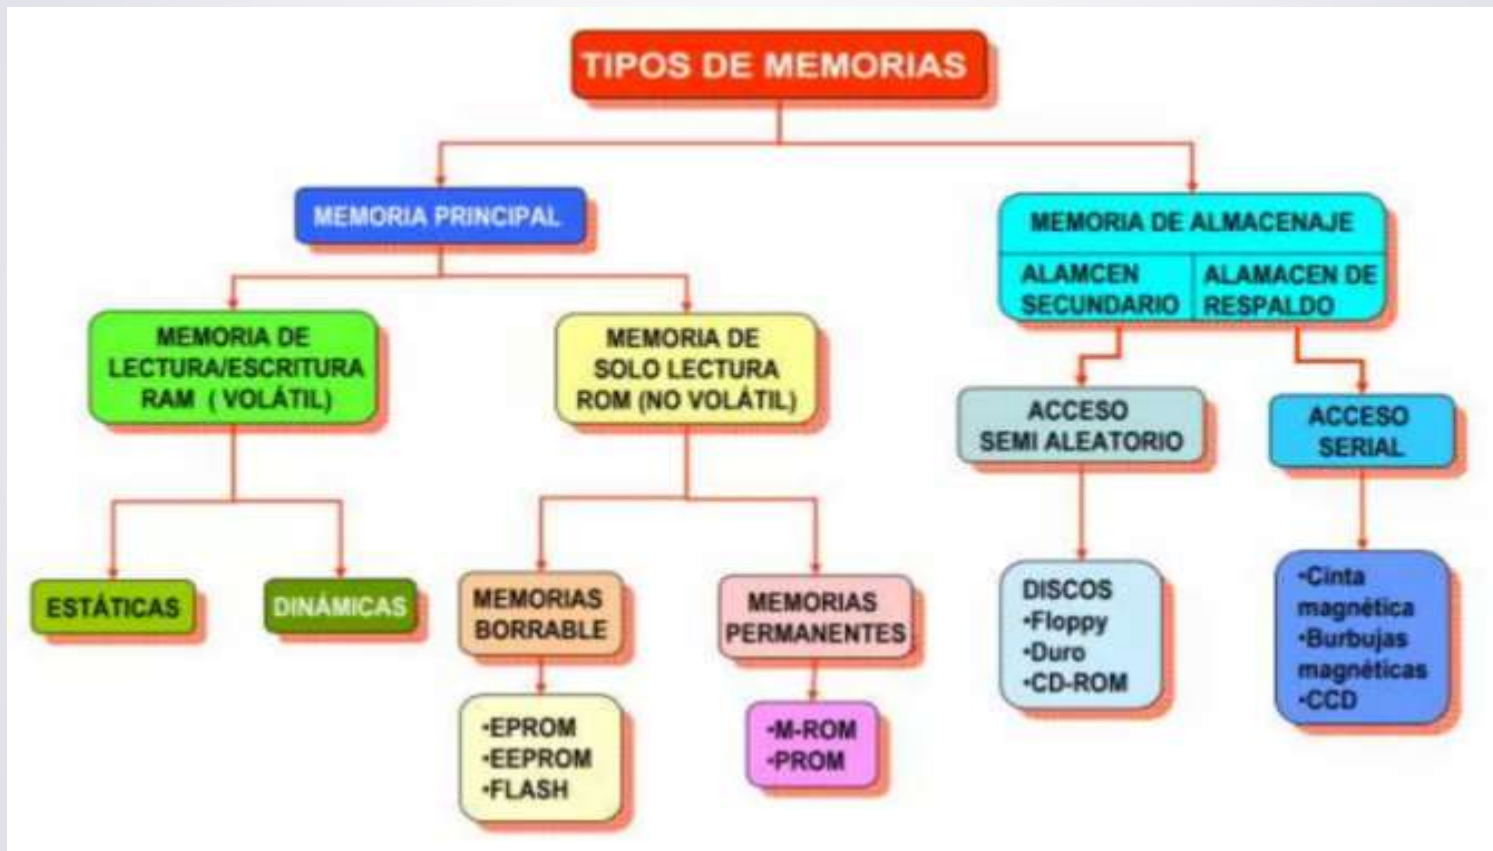 TIPOS DE MEMORIAS
MEMORIA PRINCIPAL
MEMORIA DE ALMACENAJE
ALAMCEN
SECUNDARIO
ALAMACEN DE
RESPALDO
MEMORIA DE
LECTURA/ESCRITURA
RAM ( VOLÁTIL)
MEMORIA DE
SOLO LECTURA
ROM (NO VOLÁTIL)
ACCESO
SEMI ALEATORIO
ACCESO
SERIAL
ESTÁTICAS
DINÁMICAS
MEMORIAS
BORRABLE
MEMORIAS
PERMANENTES
DISCOS
•Floppy
•Duro
•CD-ROM
•Cinta
magnética
•Burbujas
magnéticas
•CCD
•EPROM
•EEPROM
•FLASH
•M-ROM
•PROM